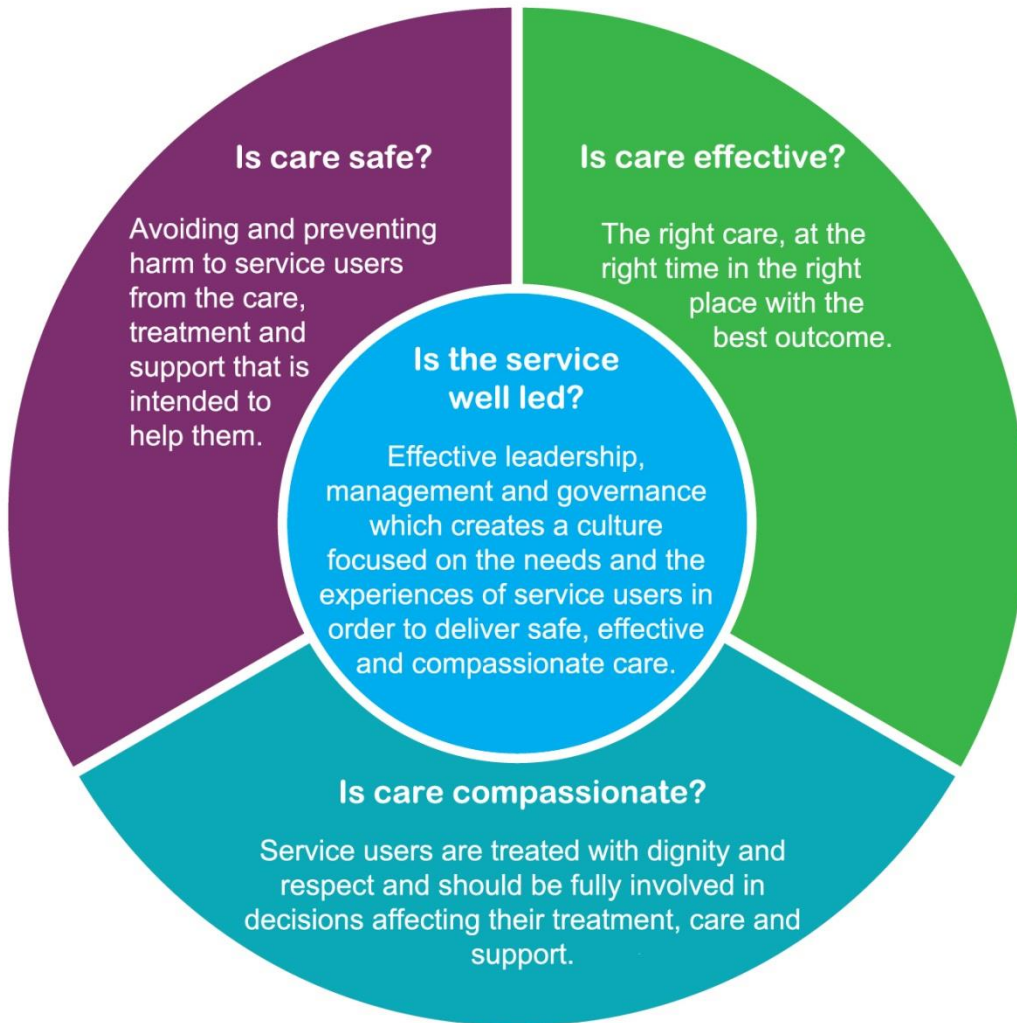 Is care safe?
Avoiding and preventing
harm to service users
from the care,
treatment and
support that is
intended to
help them.
Is care effective?
The right care, at the
right time in the right
place with the
best outcome.
Is the service
well led?
Effective leadership,
management and governance
which creates a culture
focused on the needs and the
experiences of service users in
order to deliver safe, effective
and compassionate care.
Is care compassionate?
Service users are treated with dignity and
respect and should be fully involved in
decisions affecting their treatment, care and
support.